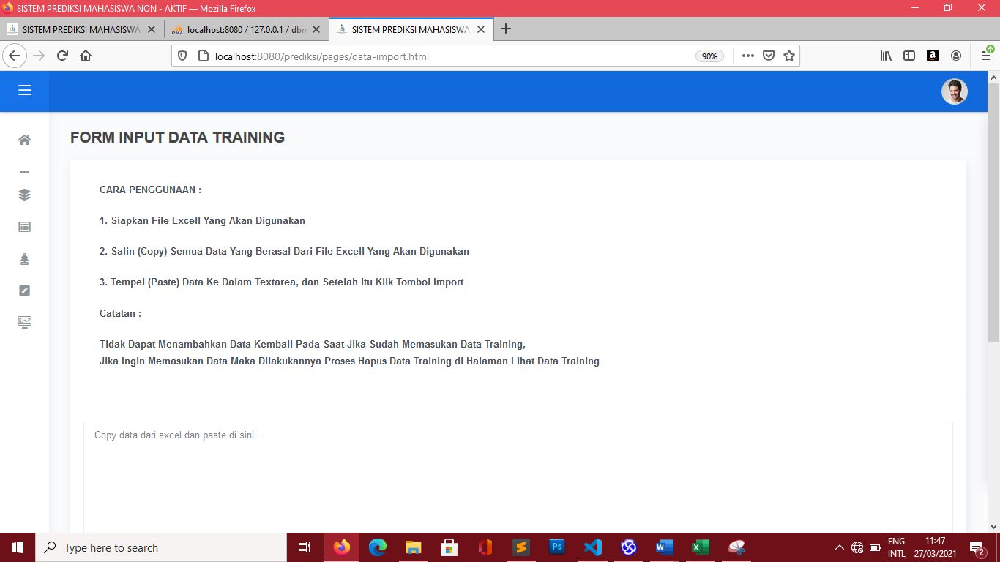 SISTEM PREDIKSI MAHASISWA NON - AKTIF — Mozilla Firefox
SISTEM PREDIKSI MAHASISWA
PMA localhost:8080 / 127.0.0.1 / dbm
SISTEM PREDIKSI MAHASISWA
localhost:8080/prediksi/pages/data-import.html
90%
FORM INPUT DATA TRAINING
CARA PENGGUNAAN :
1. Siapkan File Excell Yang Akan Digunakan
2. Salin (Copy) Semua Data Yang Berasal Dari File Excell Yang Akan Digunakan
3. Tempel (Paste) Data Ke Dalam Textarea, dan Setelah itu Klik Tombol Import
Catatan :
Tidak Dapat Menambahkan Data Kembali Pada Saat Jika Sudah Memasukan Data Training,
Jika Ingin Memasukan Data Maka Dilakukannya Proses Hapus Data Training di Halaman Lihat Data Training
Copy data dari excel dan paste di sini...
Type here to search
Ps
ENG
INTL
11:47
27/03/2021
2